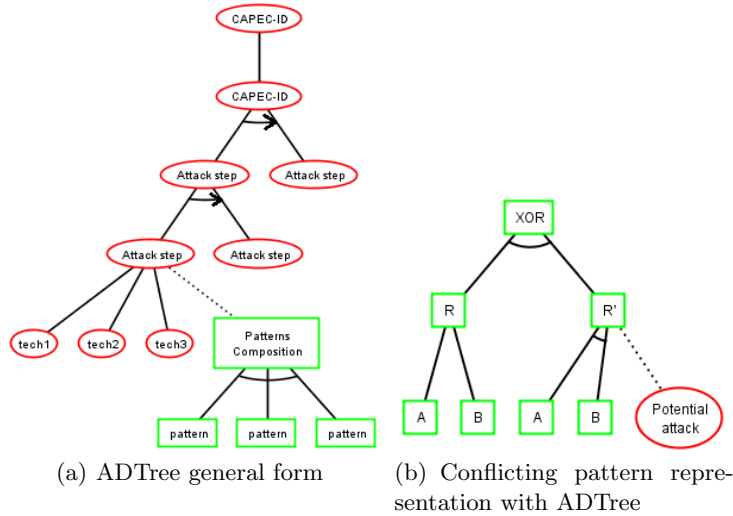 CAPEC-ID
CAPEC-ID
Attack step
Attack step
Attack step
Attack step
tech1
tech2
tech3
Patterns
Composition
pattern
pattern
pattern
(a) ADTree general form
XOR
R
R'
A
B
A
B
Potential
attack
(b) Conflicting pattern repre-
sentation with ADTree